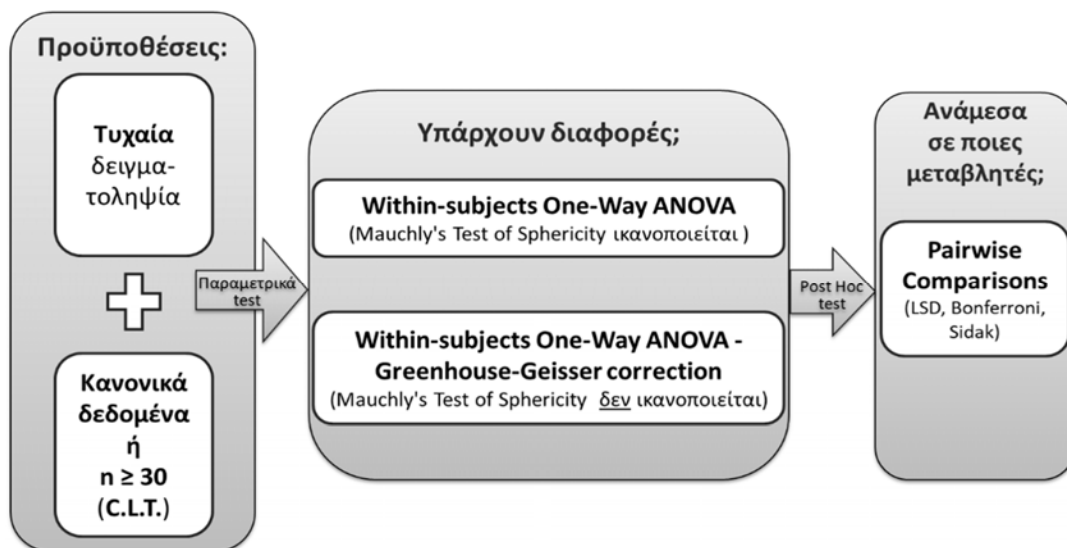 Προϋποθέσεις:
Τυχαία
δειγμα-
τοληψία
Κανονικά
δεδομένα
ή
n ≥ 30
(C.L.T.)
Παραμετρικά
test
Υπάρχουν διαφορές;
Within-subjects One-Way ANOVA
(Mauchly's Test of Sphericity ικανοποιείται )
Within-subjects One-Way ANOVA -
Greenhouse-Geisser correction
(Mauchly's Test of Sphericity δεν ικανοποιείται)
Post Hoc
test
Ανάμεσα
σε ποιες
μεταβλητές;
Pairwise
Comparisons
(LSD, Bonferroni,
Sidak)